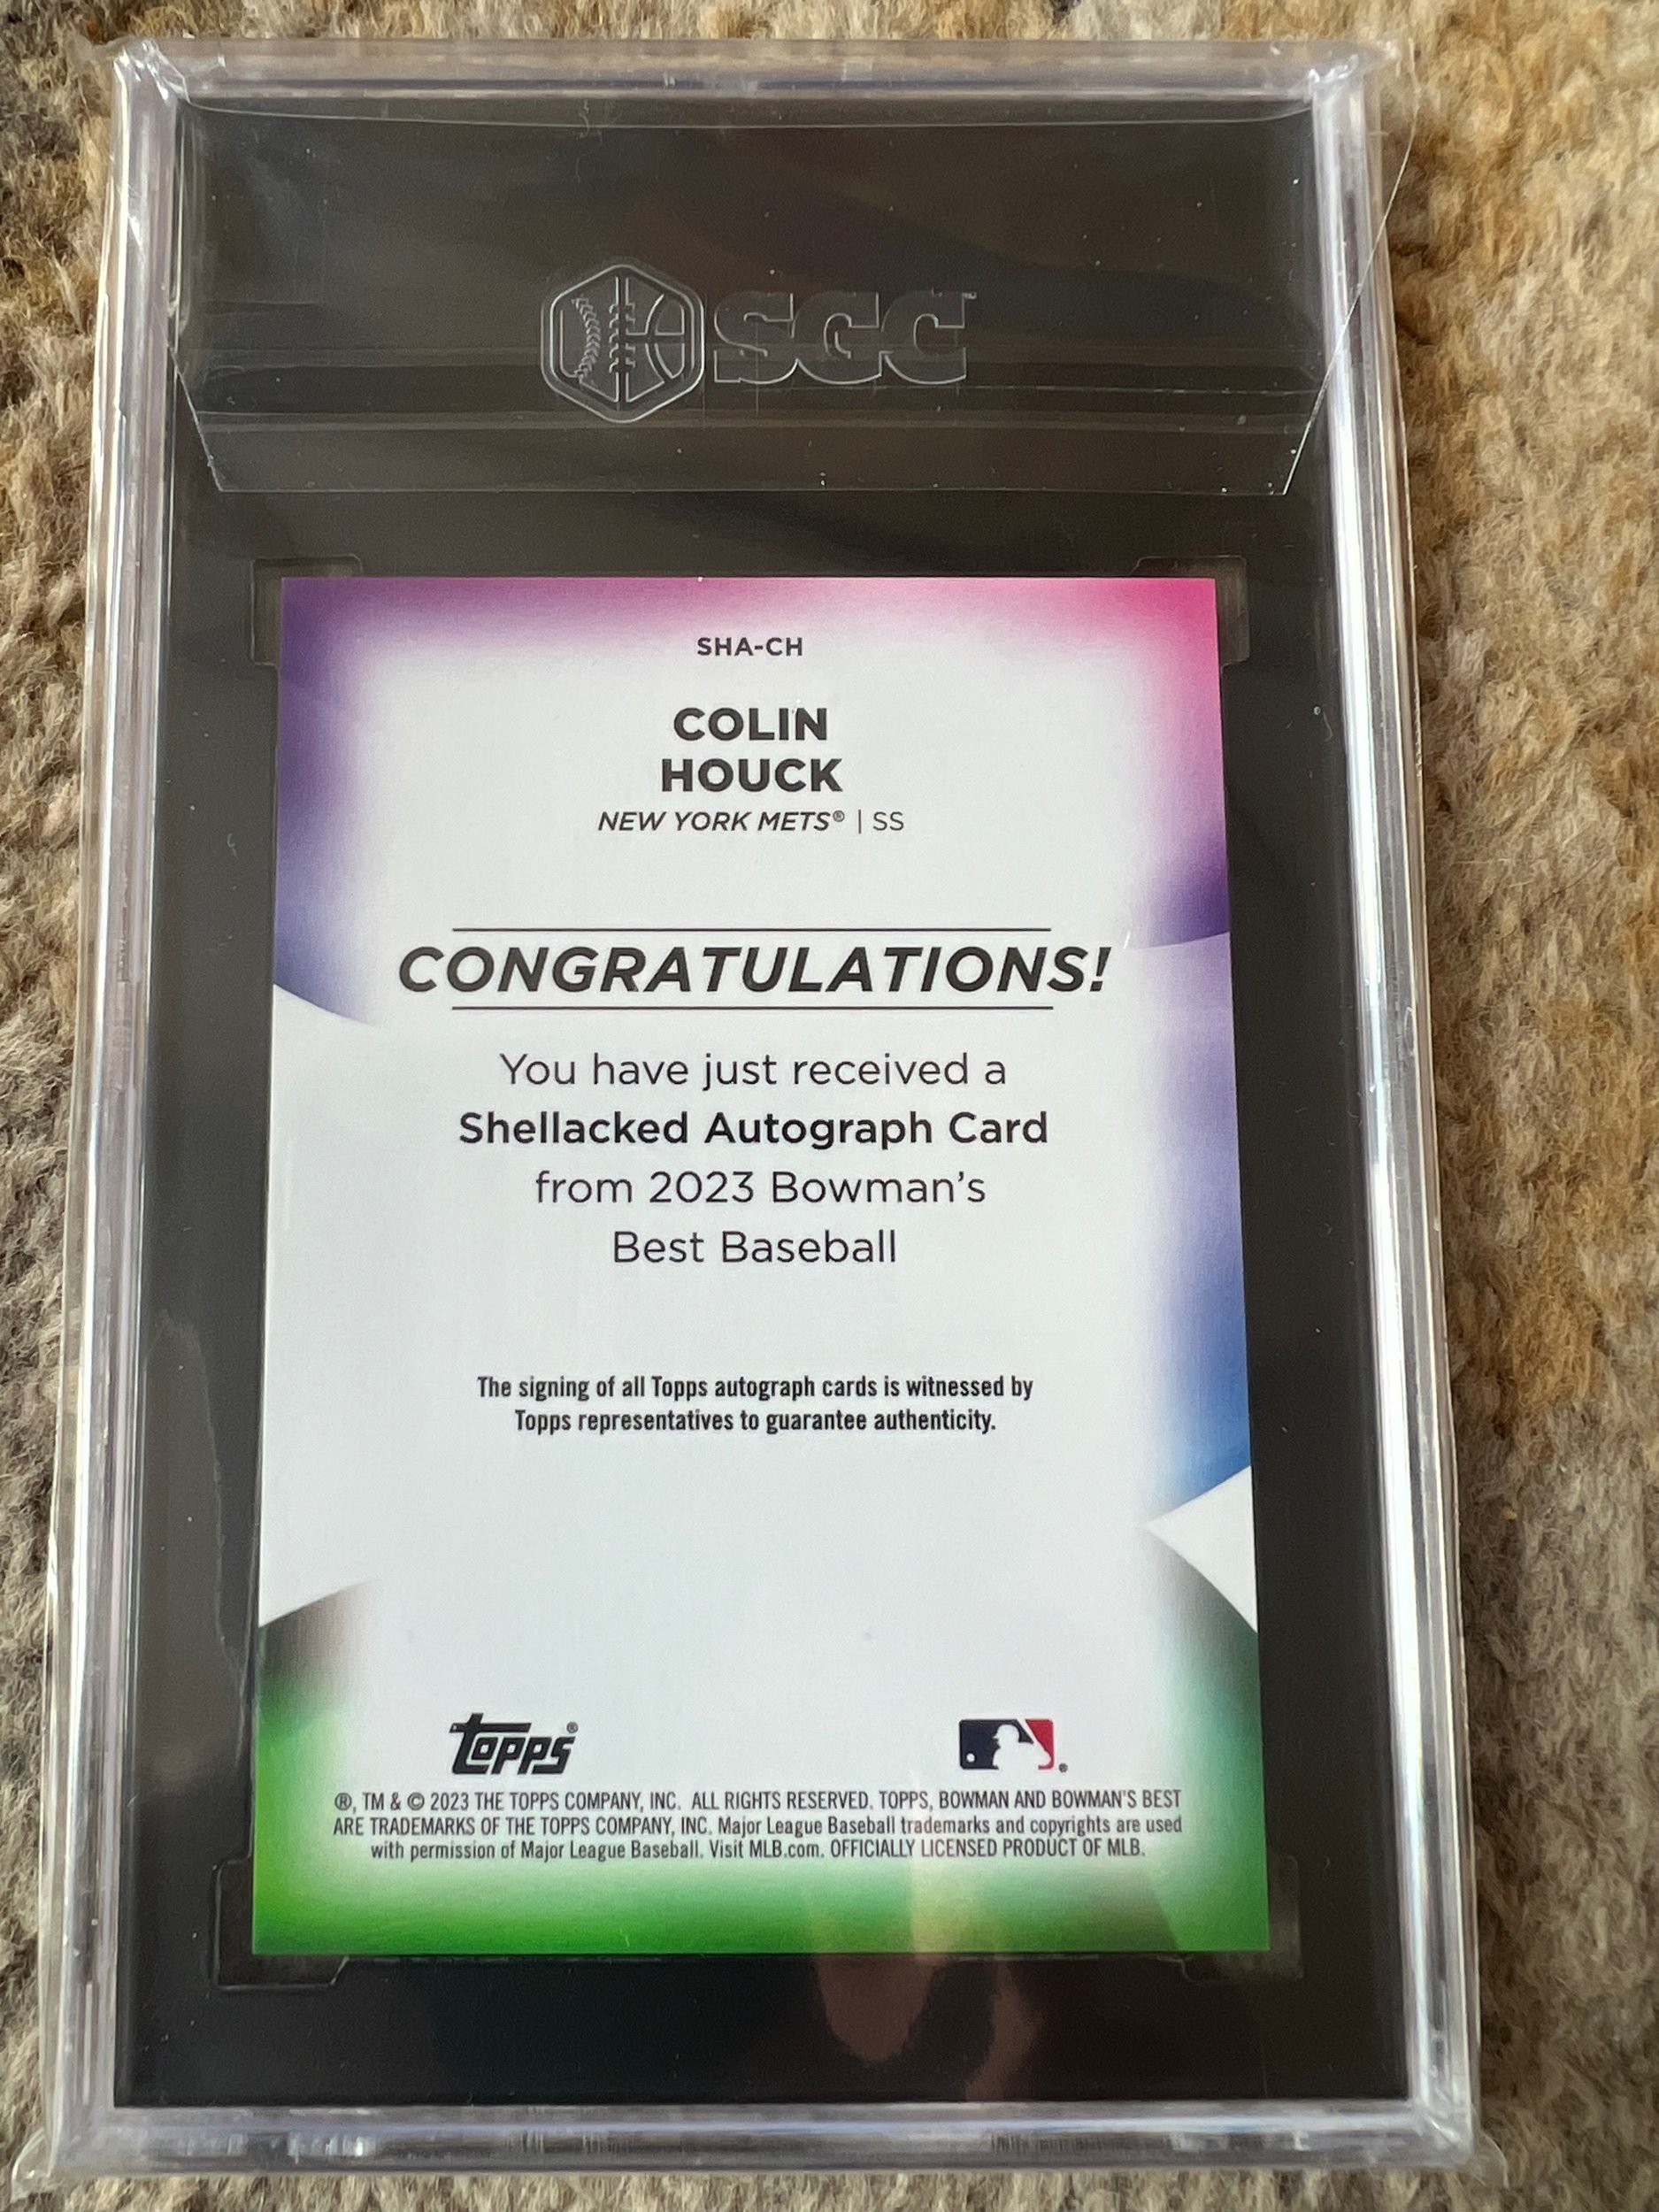 SGC
SHA-CH
COLIN
HOUCK
NEW YORK METS® | SS
CONGRATULATIONS!
You have just received a
Shellacked Autograph Card
from 2023 Bowman's
Best Baseball
The signing of all Topps autograph cards is witnessed by
Topps representatives to guarantee authenticity.
topps®
®, TM & © 2023 THE TOPPS COMPANY, INC. ALL RIGHTS RESERVED. TOPPS, BOWMAN AND BOWMAN'S BEST
ARE TRADEMARKS OF THE TOPPS COMPANY, INC. Major League Baseball trademarks and copyrights are used
with permission of Major League Baseball. Visit MLB.com. OFFICIALLY LICENSED PRODUCT OF MLB.